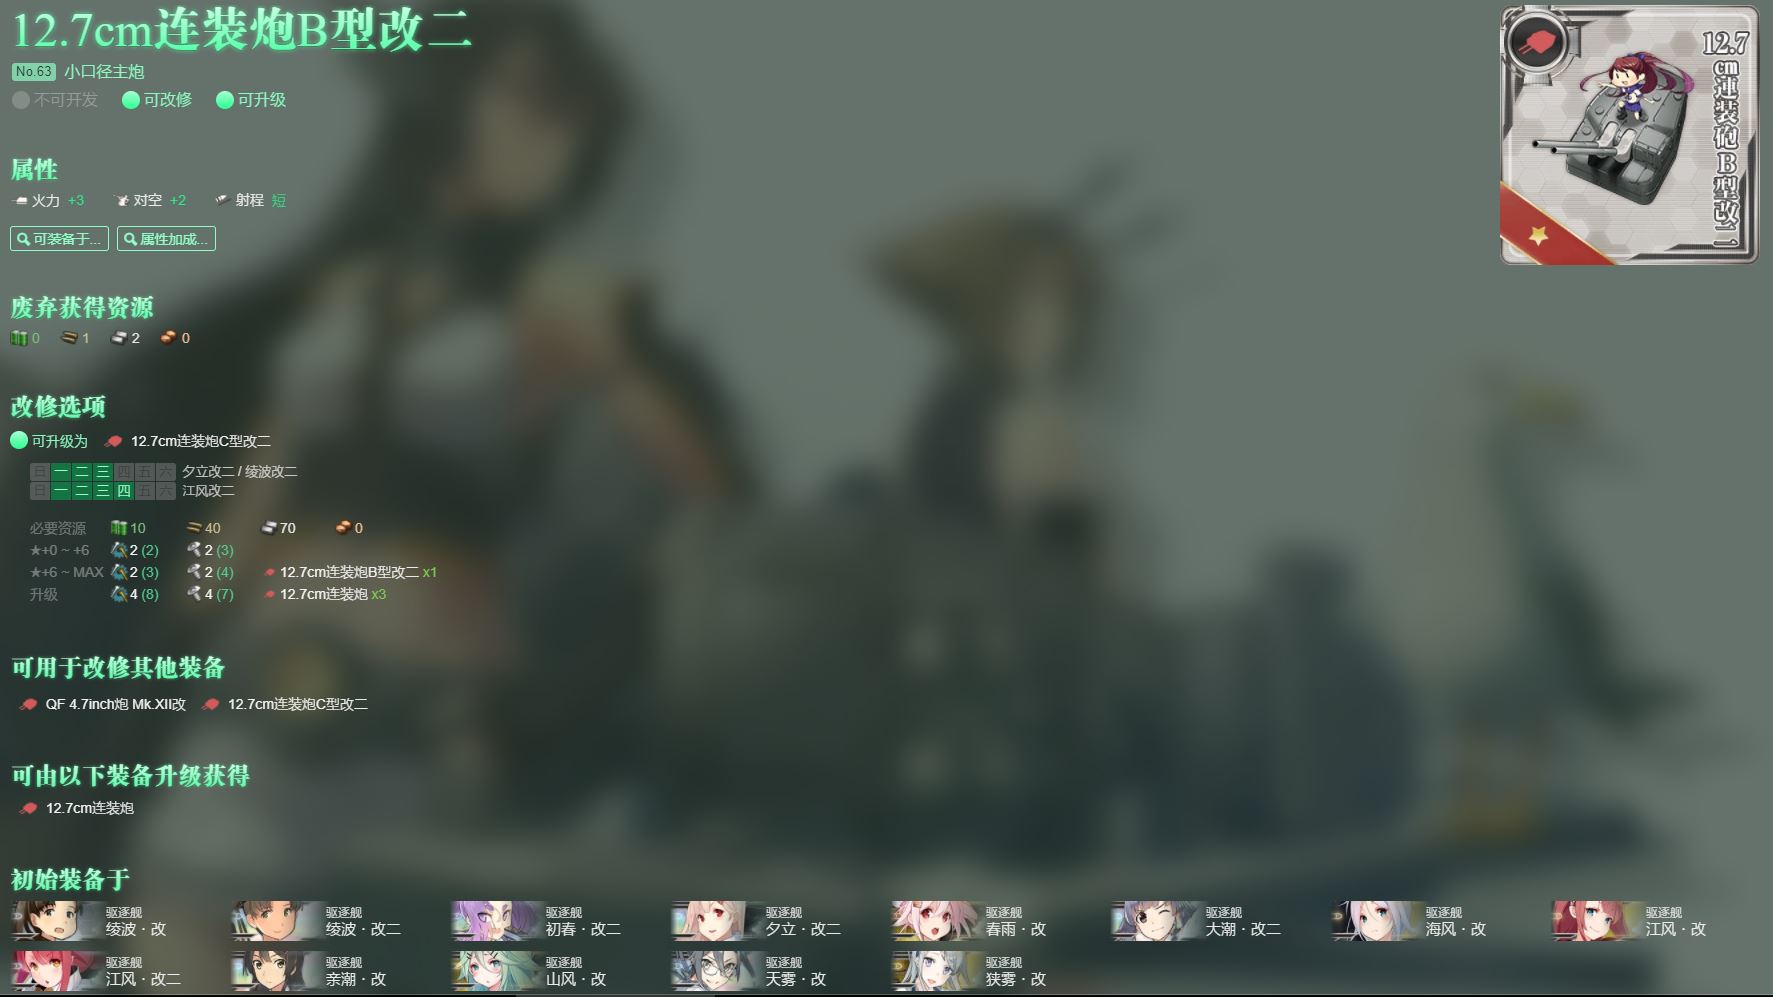 12.7cm连装炮B型改二
No.63 小口径主炮
不可开发 可改修 可升级
12.7cm連装砲B型改二
属性
火力 +3 对空 +2 射程 短
可装备于... 属性加成...
废弃获得资源
0 1 2 0
改修选项
可升级为 12.7cm连装炮C型改二
日 一 二 三 四 五 六 夕立改二 / 绫波改二
日 一 二 三 四 五 六 江风改二
必要资源 10 40 70 0
★+0 ~ +6 2 (2) 2 (3)
★+6 ~ MAX 2 (3) 2 (4) 12.7cm连装炮B型改二 x1
升级 4 (8) 4 (7) 12.7cm连装炮 x3
可用于改修其他装备
QF 4.7inch炮 Mk.XII改 12.7cm连装炮C型改二
可由以下装备升级获得
12.7cm连装炮
初始装备于
驱逐舰 驱逐舰 驱逐舰 驱逐舰 驱逐舰 驱逐舰 驱逐舰 驱逐舰
绫波·改 绫波·改二 初春·改二 夕立·改二 春雨·改 大潮·改二 海风·改 江风·改
驱逐舰 驱逐舰 驱逐舰 驱逐舰 驱逐舰
江风·改二 亲潮·改 山风·改 天雾·改 狭雾·改